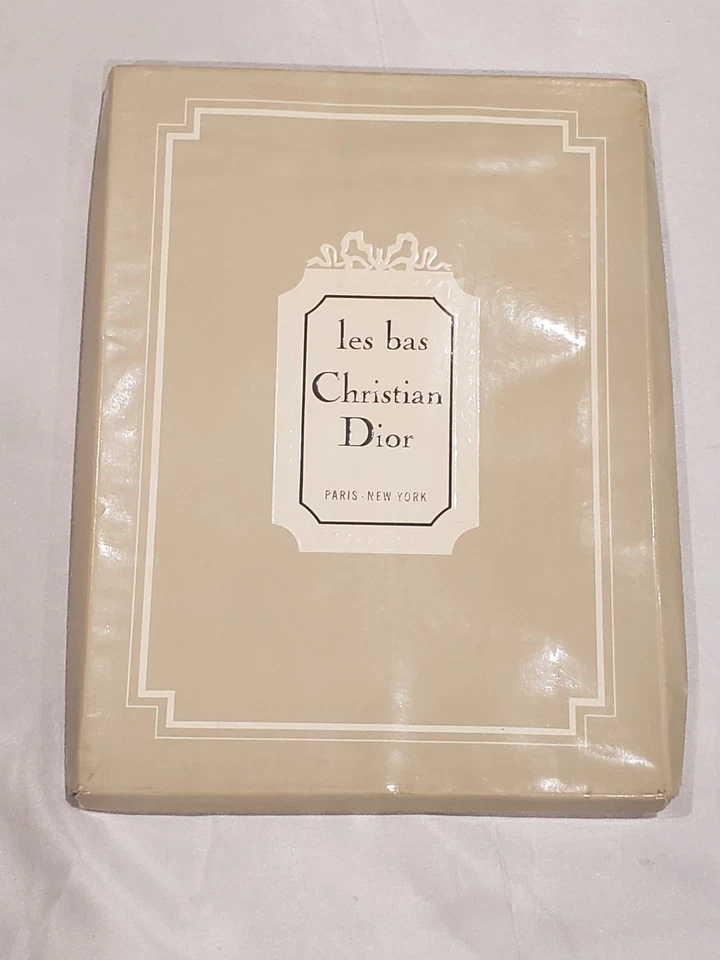 les bas
Christian
Dior
PARIS-NEW YORK